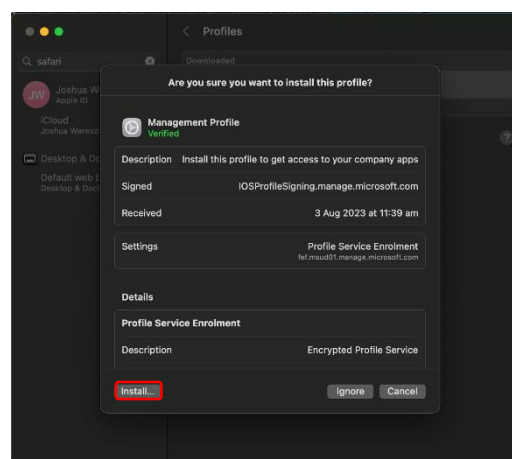 Profiles
safari
Downloaded
Joshua W
Apple ID
iCloud
Joshua Weresz
Desktop & Do
Default web b
Desktop & Dock
Are you sure you want to install this profile?
Management Profile
Verified
Description Install this profile to get access to your company apps
Signed IOSProfileSigning.manage.microsoft.com
Received 3 Aug 2023 at 11:39 am
Settings Profile Service Enrolment
fef.msud01.manage.microsoft.com
Details
Profile Service Enrolment
Description Encrypted Profile Service
Install...
Ignore
Cancel
?
JW